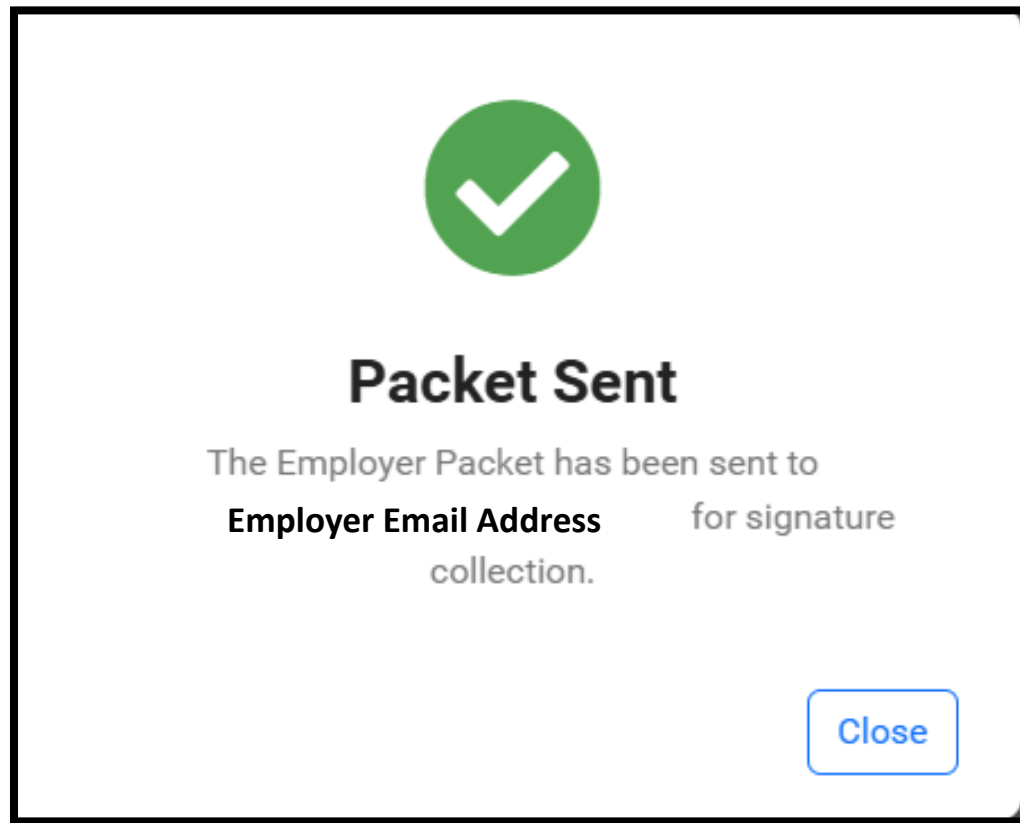 Packet Sent
The Employer Packet has been sent to
Employer Email Address for signature
collection.
Close